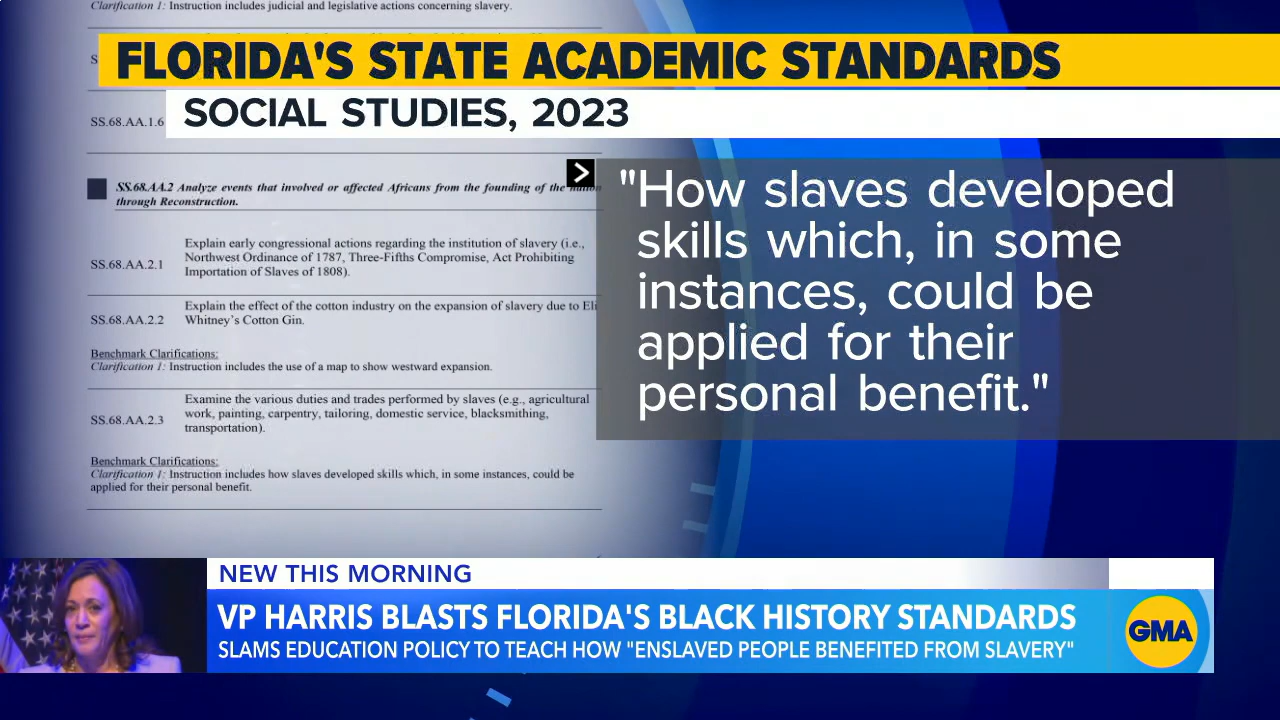 Clarification 1: Instruction includes judicial and legislative actions concerning slavery.
FLORIDA'S STATE ACADEMIC STANDARDS
SOCIAL STUDIES, 2023
SS.68.AA.1.6
SS.68.AA.2 Analyze events that involved or affected Africans from the founding of the nation
through Reconstruction.
Explain early congressional actions regarding the institution of slavery (i.e.,
SS.68.AA.2.1 Northwest Ordinance of 1787, Three-Fifths Compromise, Act Prohibiting
Importation of Slaves of 1808).
Explain the effect of the cotton industry on the expansion of slavery due to Eli
SS.68.AA.2.2 Whitney's Cotton Gin.
Benchmark Clarifications:
Clarification 1: Instruction includes the use of a map to show westward expansion.
Examine the various duties and trades performed by slaves (e.g., agricultural
SS.68.AA.2.3 work, painting, carpentry, tailoring, domestic service, blacksmithing,
transportation).
Benchmark Clarifications:
Clarification 1: Instruction includes how slaves developed skills which, in some instances, could be
applied for their personal benefit.
"How slaves developed
skills which, in some
instances, could be
applied for their
personal benefit."
NEW THIS MORNING
VP HARRIS BLASTS FLORIDA'S BLACK HISTORY STANDARDS
SLAMS EDUCATION POLICY TO TEACH HOW "ENSLAVED PEOPLE BENEFITED FROM SLAVERY"
GMA